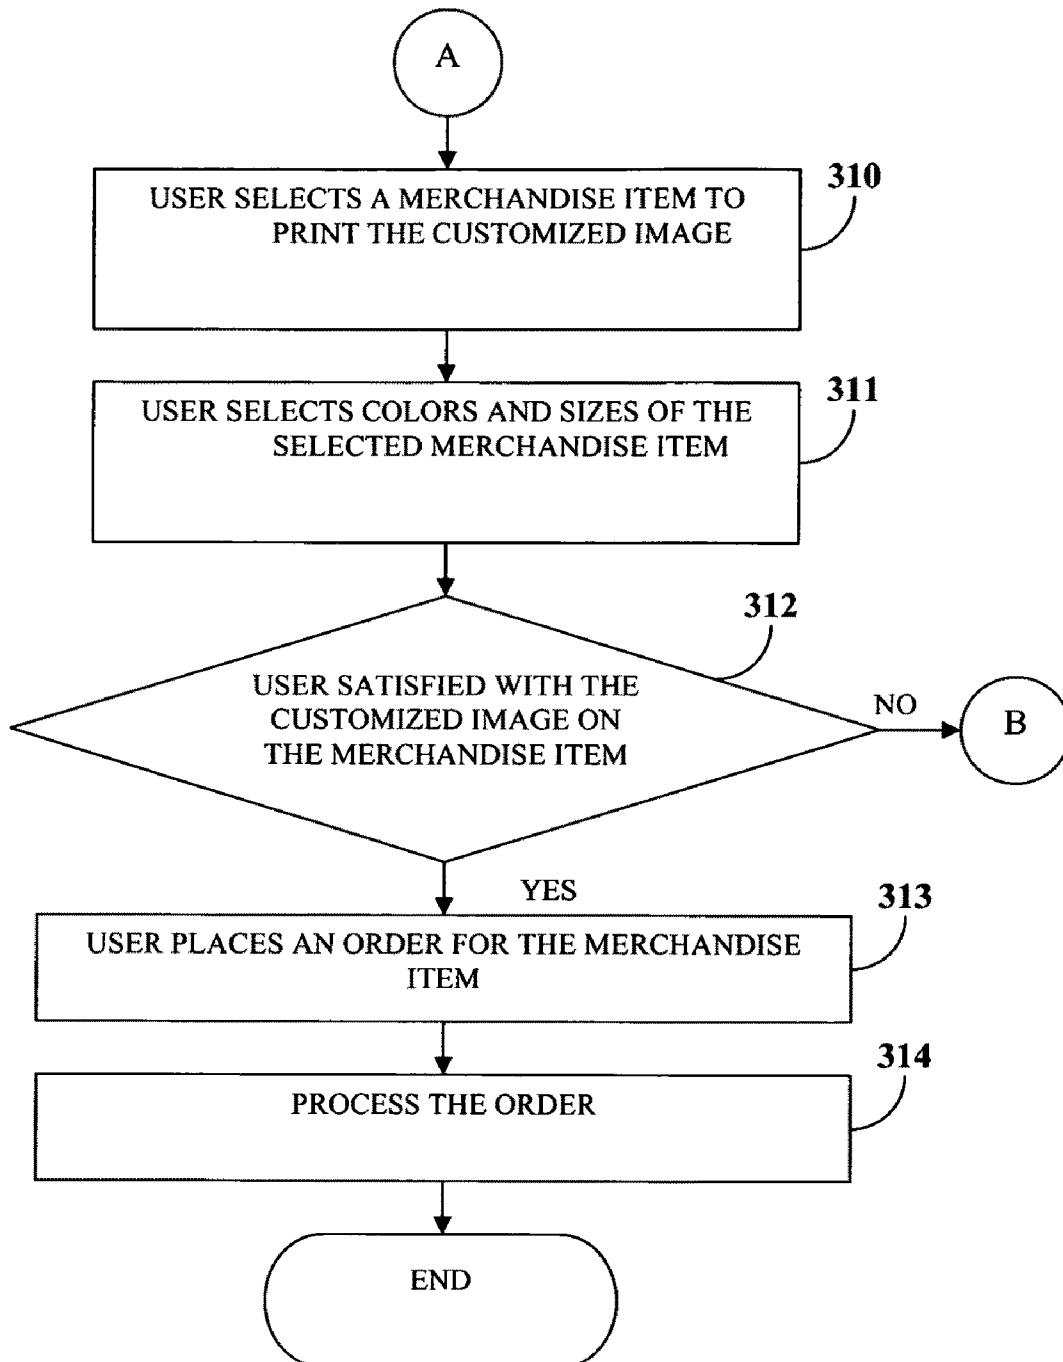 A
310
USER SELECTS A MERCHANDISE ITEM TO
PRINT THE CUSTOMIZED IMAGE
311
USER SELECTS COLORS AND SIZES OF THE
SELECTED MERCHANDISE ITEM
312
USER SATISFIED WITH THE
CUSTOMIZED IMAGE ON
THE MERCHANDISE ITEM
NO
B
YES
313
USER PLACES AN ORDER FOR THE MERCHANDISE
ITEM
314
PROCESS THE ORDER
END